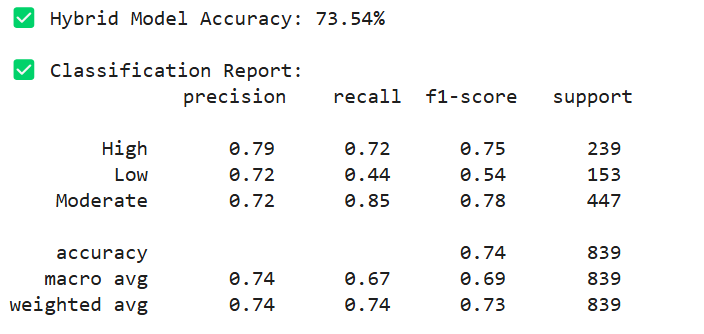 ✅ Hybrid Model Accuracy: 73.54%
✅ Classification Report:
precision recall f1-score support
High 0.79 0.72 0.75 239
Low 0.72 0.44 0.54 153
Moderate 0.72 0.85 0.78 447
accuracy 0.74 839
macro avg 0.74 0.67 0.69 839
weighted avg 0.74 0.74 0.73 839